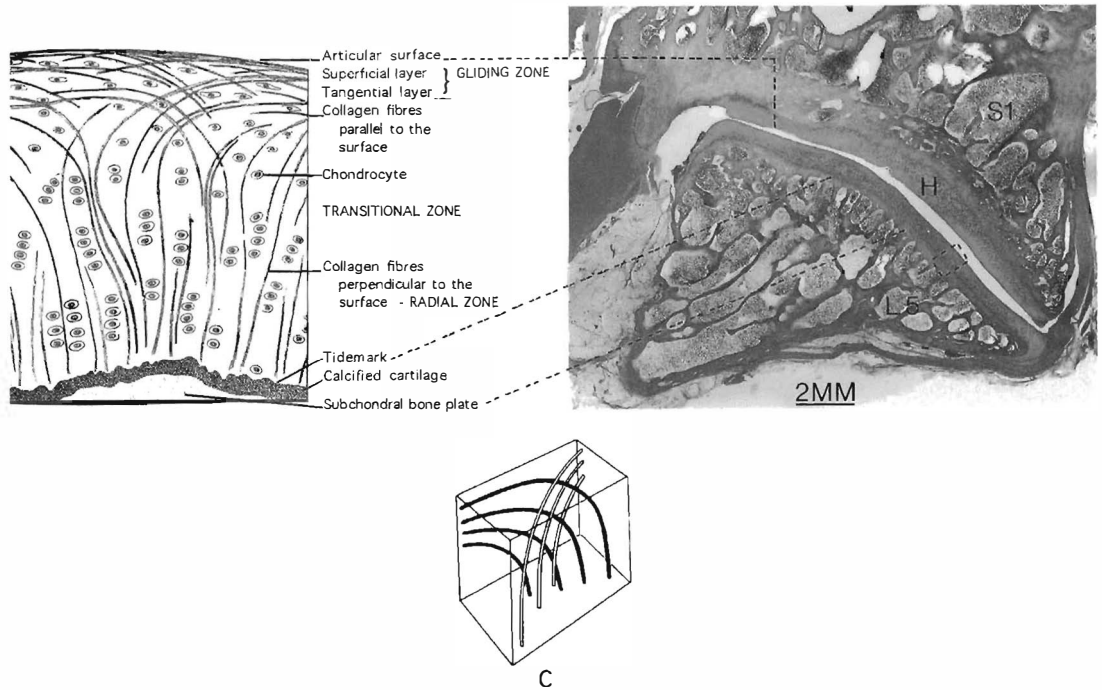 Articular surface
Superficial layer } GLIDING ZONE
Tangential layer
Collagen fibres
parallel to the
surface
Chondrocyte
TRANSITIONAL ZONE
Collagen fibres
perpendicular to the
surface - RADIAL ZONE
Tidemark
Calcified cartilage
Subchondral bone plate
S1
H
L5
2MM
C